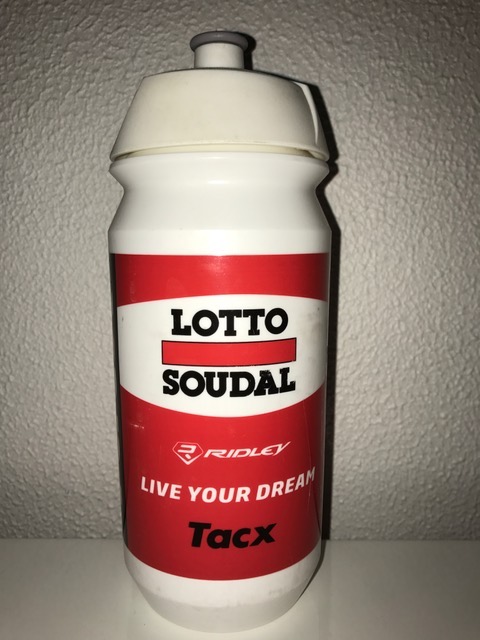 LOTTO
SOUDAL
RIDLEY
LIVE YOUR DREAM
Tacx